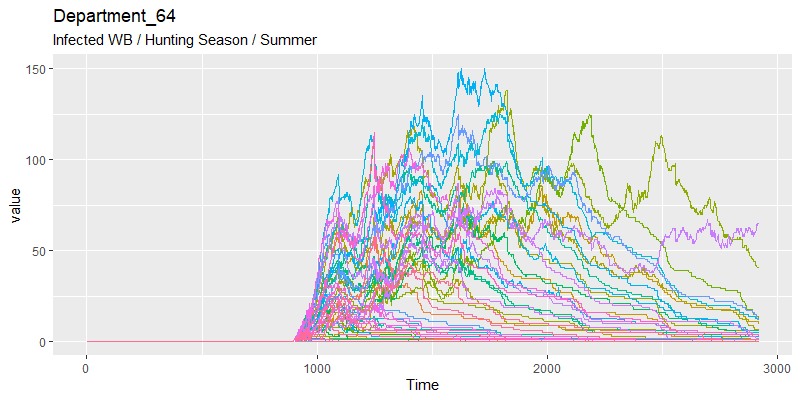 Department_64
Infected WB / Hunting Season / Summer
150
100
50
0
value
0 1000 2000 3000
Time